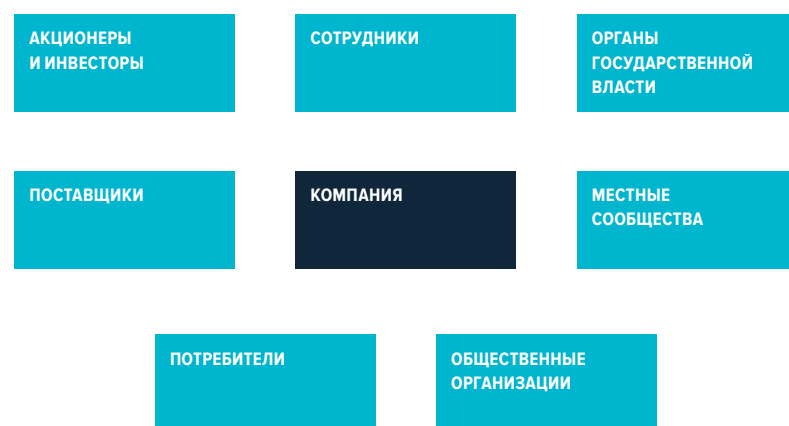 АКЦИОНЕРЫ
И ИНВЕСТОРЫ
СОТРУДНИКИ
ОРГАНЫ
ГОСУДАРСТВЕННОЙ
ВЛАСТИ
ПОСТАВЩИКИ
КОМПАНИЯ
МЕСТНЫЕ
СООБЩЕСТВА
ПОТРЕБИТЕЛИ
ОБЩЕСТВЕННЫЕ
ОРГАНИЗАЦИИ